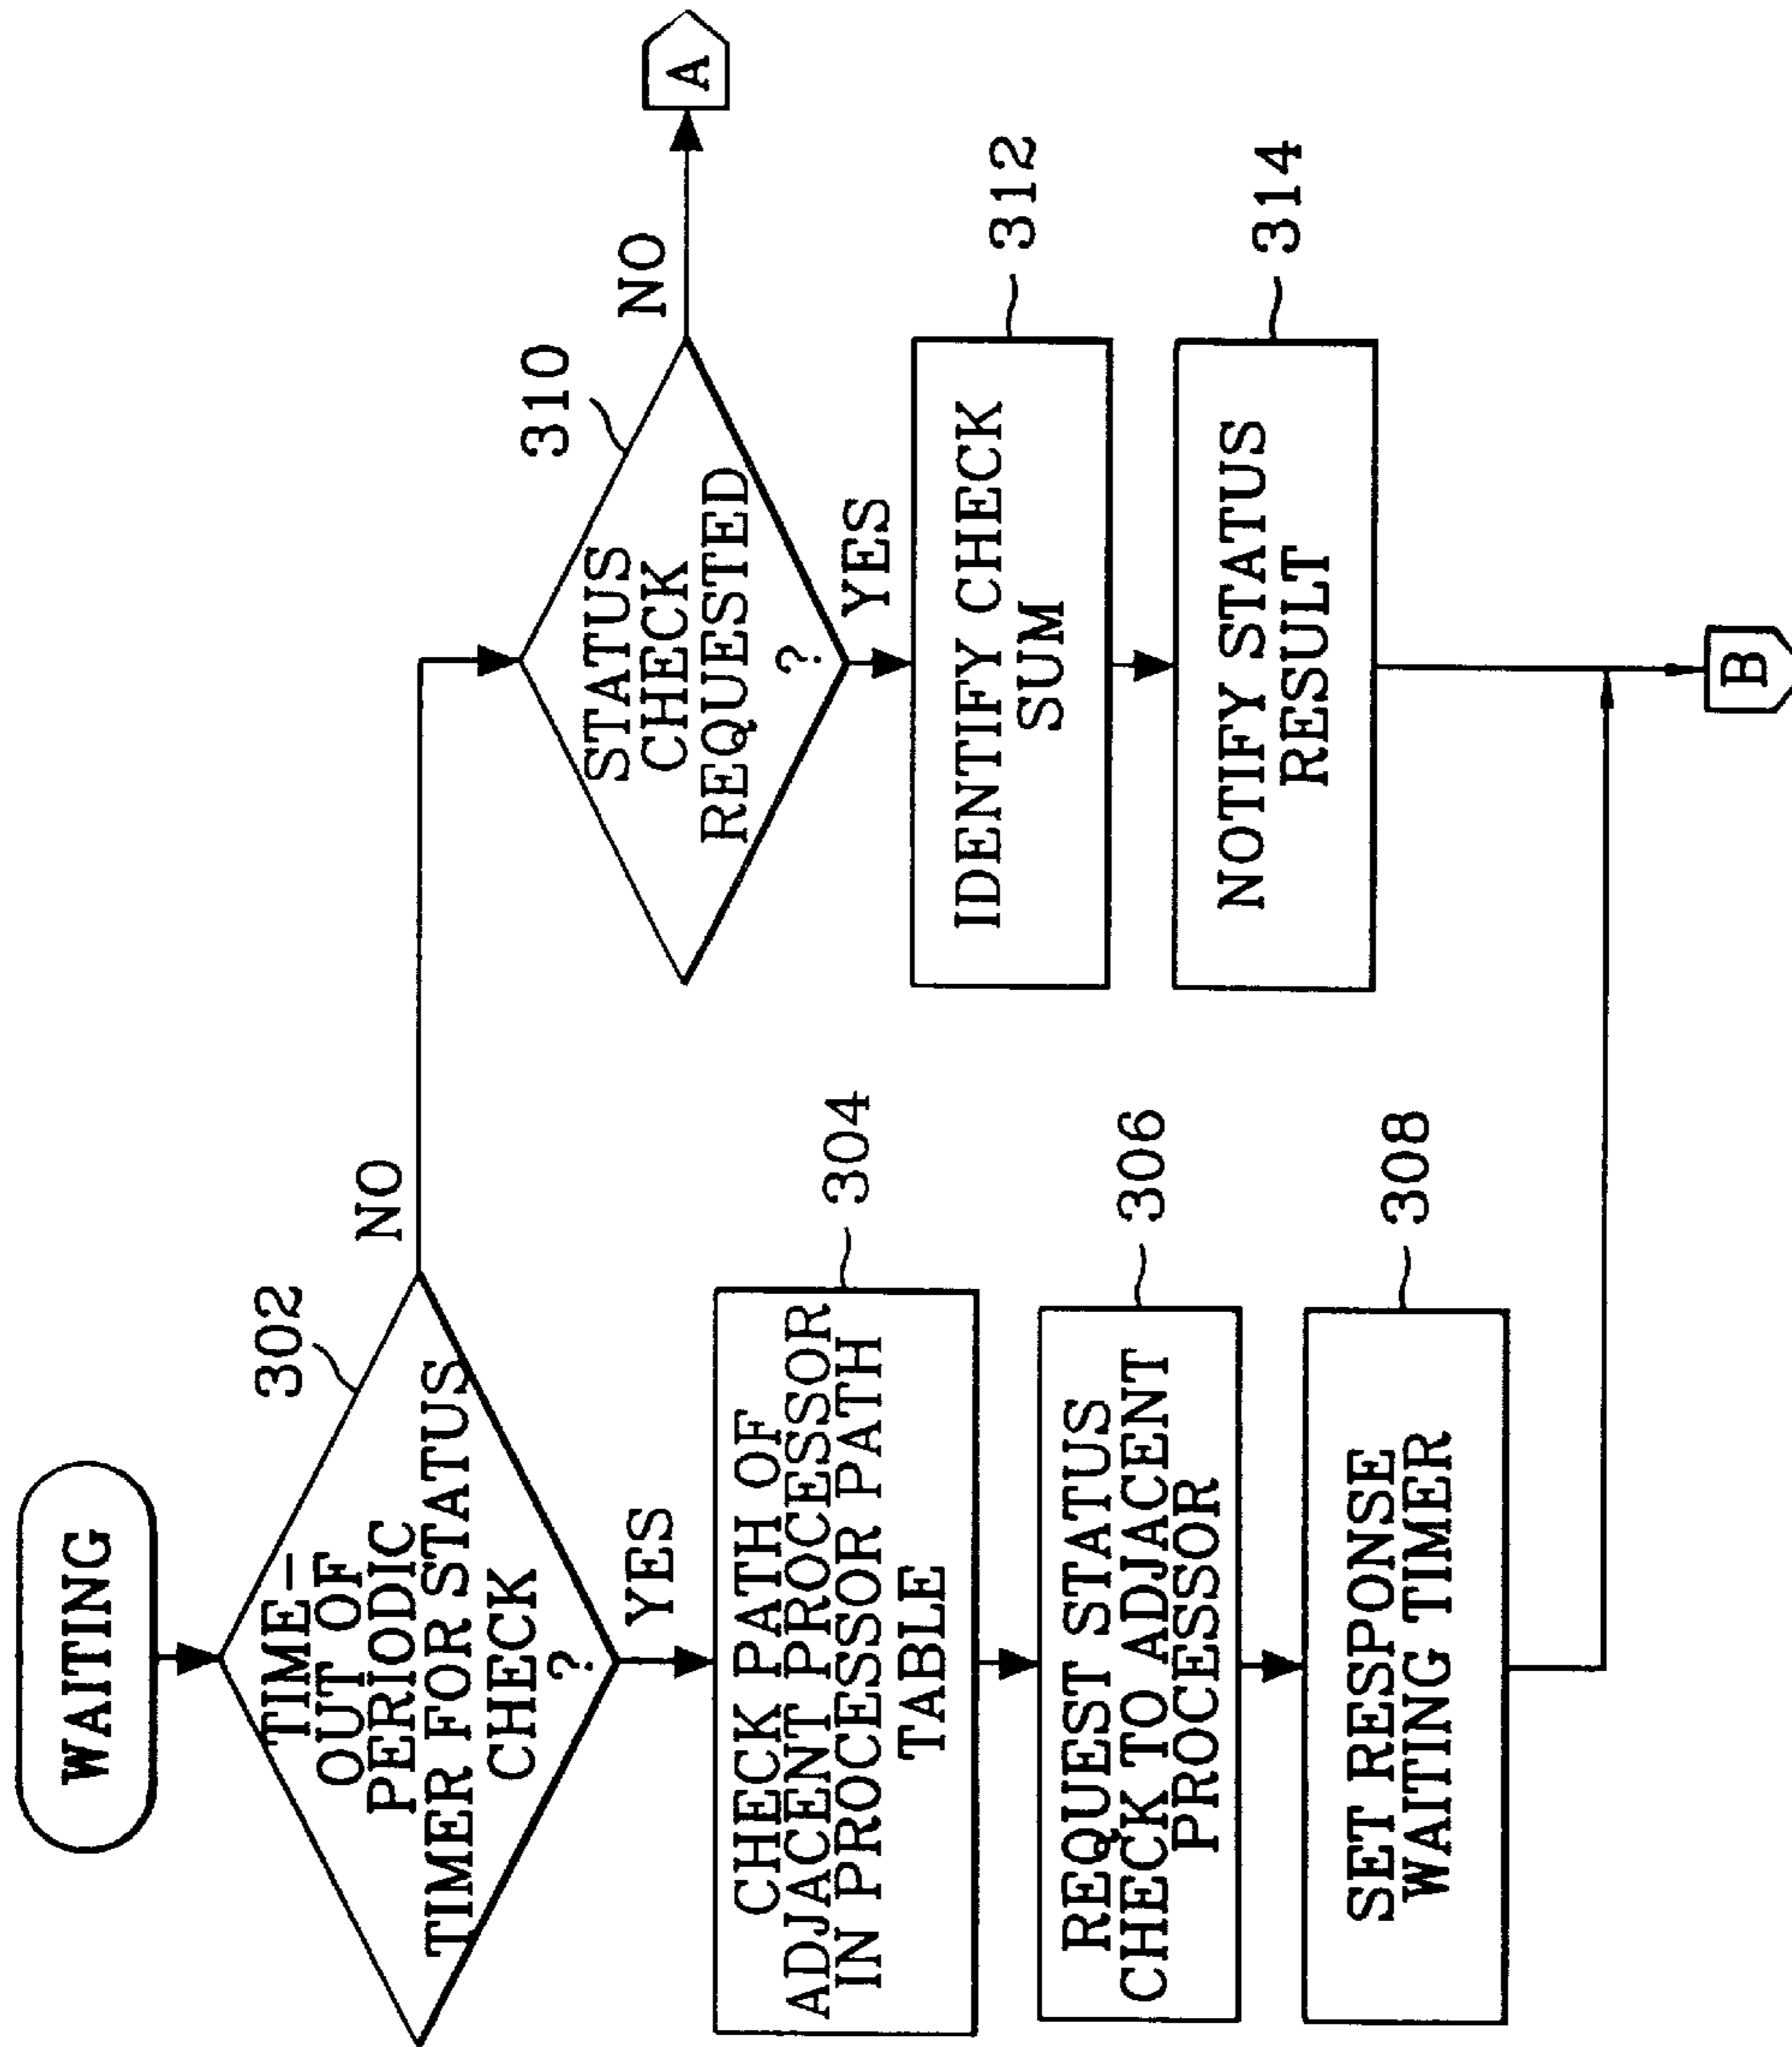 WAITING
302
TIME-
OUT OF
PERIODIC
TIMER FOR STATUS
CHECK
?
NO
YES
304
CHECK PATH OF
ADJACENT PROCESSOR
IN PROCESSOR PATH
TABLE
306
REQUEST STATUS
CHECK TO ADJACENT
PROCESSOR
308
SET RESPONSE
WAITING TIMER
310
STATUS
CHECK
REQUESTED
?
NO
A
YES
312
IDENTIFY CHECK
SUM
314
NOTIFY STATUS
RESULT
B